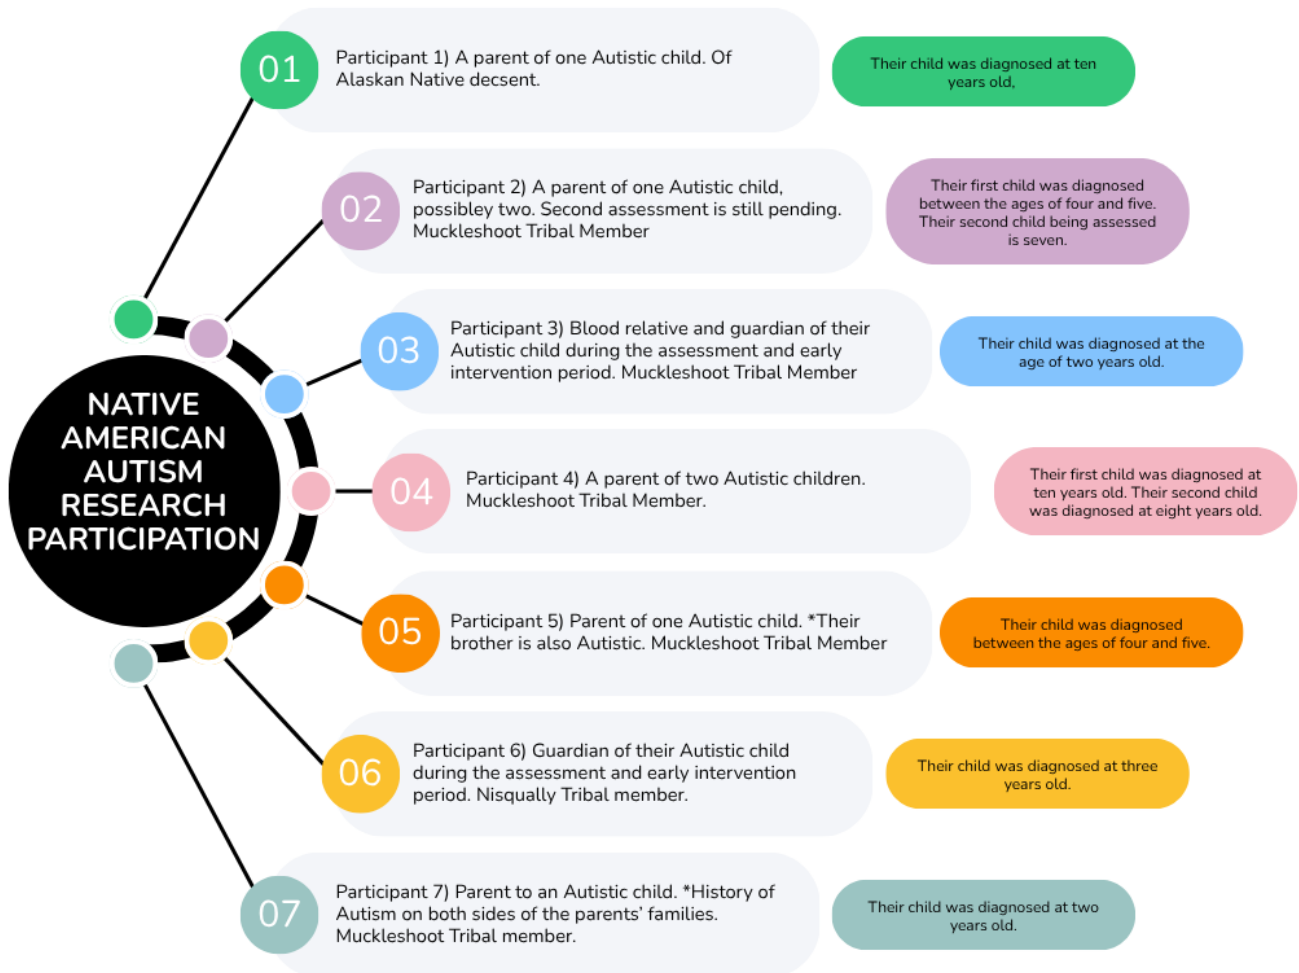 NATIVE
AMERICAN
AUTISM
RESEARCH
PARTICIPATION
01
Participant 1) A parent of one Autistic child. Of
Alaskan Native decsent.
Their child was diagnosed at ten
years old,
02
Participant 2) A parent of one Autistic child,
possibley two. Second assessment is still pending.
Muckleshoot Tribal Member
Their first child was diagnosed
between the ages of four and five.
Their second child being assessed
is seven.
03
Participant 3) Blood relative and guardian of their
Autistic child during the assessment and early
intervention period. Muckleshoot Tribal Member
Their child was diagnosed at the
age of two years old.
04
Participant 4) A parent of two Autistic children.
Muckleshoot Tribal Member.
Their first child was diagnosed at
ten years old. Their second child
was diagnosed at eight years old.
05
Participant 5) Parent of one Autistic child. *Their
brother is also Autistic. Muckleshoot Tribal Member
Their child was diagnosed
between the ages of four and five.
06
Participant 6) Guardian of their Autistic child
during the assessment and early intervention
period. Nisqually Tribal member.
Their child was diagnosed at three
years old.
07
Participant 7) Parent to an Autistic child. *History of
Autism on both sides of the parents' families.
Muckleshoot Tribal member.
Their child was diagnosed at two
years old.